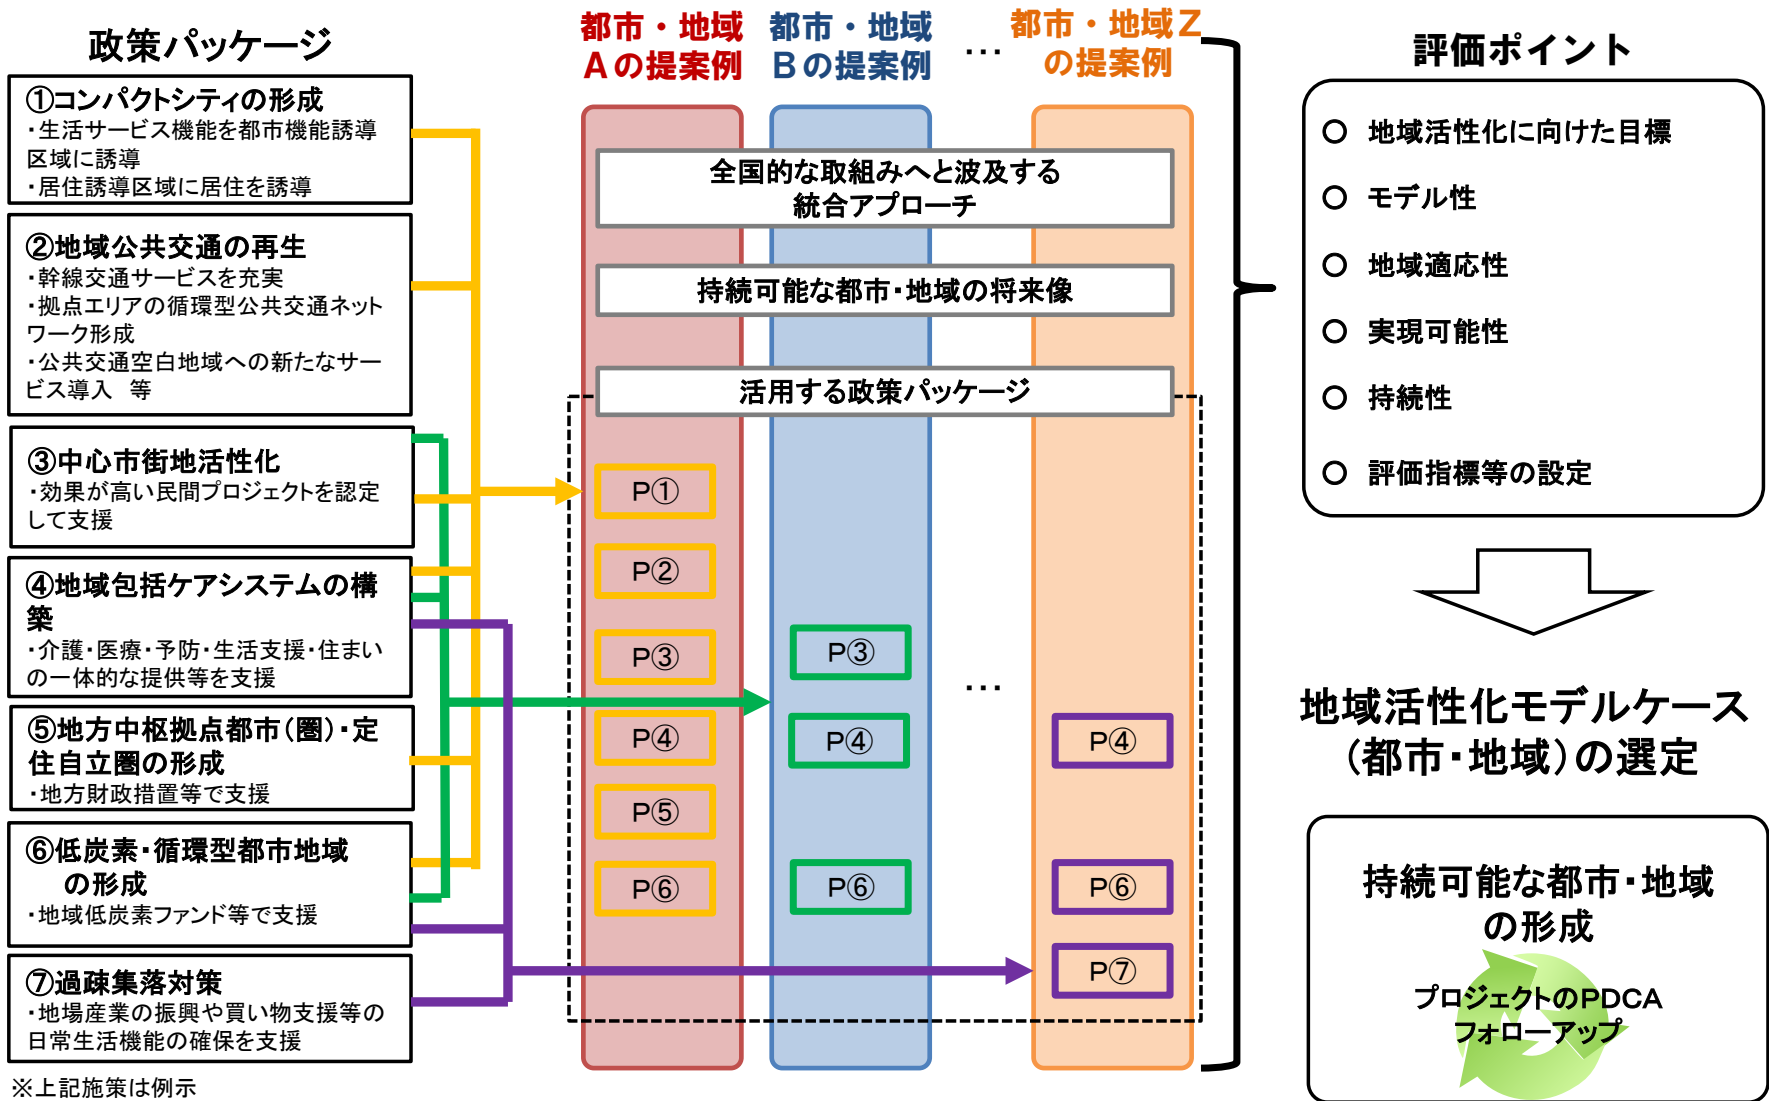 政策パッケージ
①コンパクトシティの形成
・生活サービス機能を都市機能誘導
区域に誘導
・居住誘導区域に居住を誘導
②地域公共交通の再生
・幹線交通サービスを充実
・拠点エリアの循環型公共交通ネット
ワーク形成
・公共交通空白地域への新たなサー
ビス導入　等
③中心市街地活性化
・効果が高い民間プロジェクトを認定
して支援
④地域包括ケアシステムの構
築
・介護・医療・予防・生活支援・住まい
の一体的な提供等を支援
⑤地方中枢拠点都市（圏）・定
住自立圏の形成
・地方財政措置等で支援
⑥低炭素・循環型都市地域
の形成
・地域低炭素ファンド等で支援
⑦過疎集落対策
・地場産業の振興や買い物支援等の
日常生活機能の確保を支援
※上記施策は例示
都市・地域
Ａの提案例
都市・地域
Ｂの提案例
…
都市・地域Ｚ
の提案例
全国的な取組みへと波及する
統合アプローチ
持続可能な都市・地域の将来像
活用する政策パッケージ
Ｐ①
Ｐ②
Ｐ③
Ｐ④
Ｐ⑤
Ｐ⑥
Ｐ③
Ｐ④
Ｐ⑥
…
Ｐ④
Ｐ⑥
Ｐ⑦
評価ポイント
○ 地域活性化に向けた目標
○ モデル性
○ 地域適応性
○ 実現可能性
○ 持続性
○ 評価指標等の設定
地域活性化モデルケース
（都市・地域）の選定
持続可能な都市・地域
の形成
プロジェクトのPDCA
フォローアップ